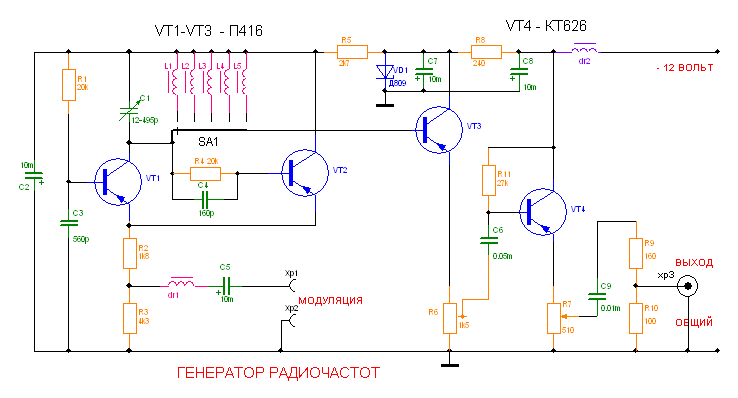 VT1-VT3 - П416
VT4 - КТ626
R1
20k
C1
12-495p
L1 L2 L3 L4 L5
R5
2k7
VD1
Д809
C7
10m
R8
240
C8
10m
dr2
- 12 ВОЛЬТ
SA1
VT3
10m
C2
VT1
R4 20k
C4
160p
VT2
R11
27k
VT4
C3
560p
C6
0,05m
R2
1k8
R9
160
ВЫХОД
хр3
dr1
C5
10m
Xp1
МОДУЛЯЦИЯ
Xp2
R3
4k3
R6
1k5
R7
510
C9
0,01m
R10
100
ОБЩИЙ
ГЕНЕРАТОР РАДИОЧАСТОТ